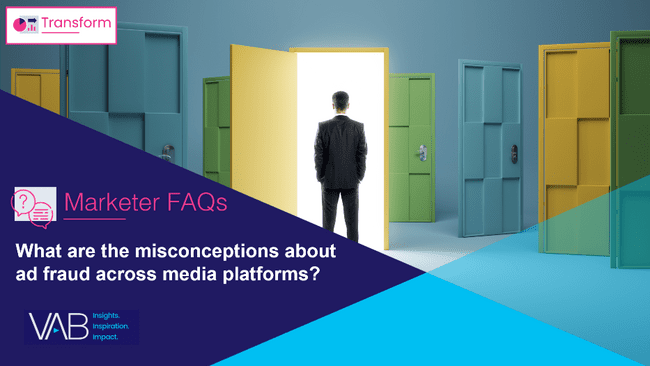 Transform
Marketer FAQs
What are the misconceptions about
ad fraud across media platforms?
VAB
Insights.
Inspiration.
Impact.